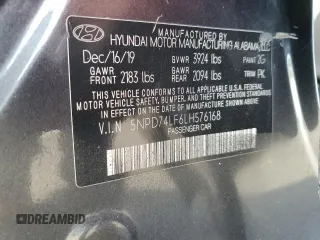 HYUNDAI MOTOR MANUFACTURING ALABAMA, LLC
Dec/16/19 GVWR 3924 lbs PAINT 2G
GAWR FRONT 2183 lbs GAWR REAR 2094 lbs TRIM PK
THIS VEHICLE CONFORMS TO ALL APPLICABLE
U.S. FEDERAL MOTOR VEHICLE SAFETY, BUMPER,
AND THEFT PREVENTION STANDARDS IN EFFECT
ON THE DATE OF MANUFACTURE SHOWN ABOVE.
V.I.N: 5NPD74LF6LH576168
PASSENGER CAR
© DREAMBID